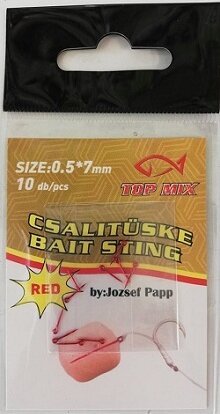 SIZE:0.5*7mm
10 db/pcs
TOP MIX
CSALITÜSKE
BAIT STING
RED
by:Jozsef Papp